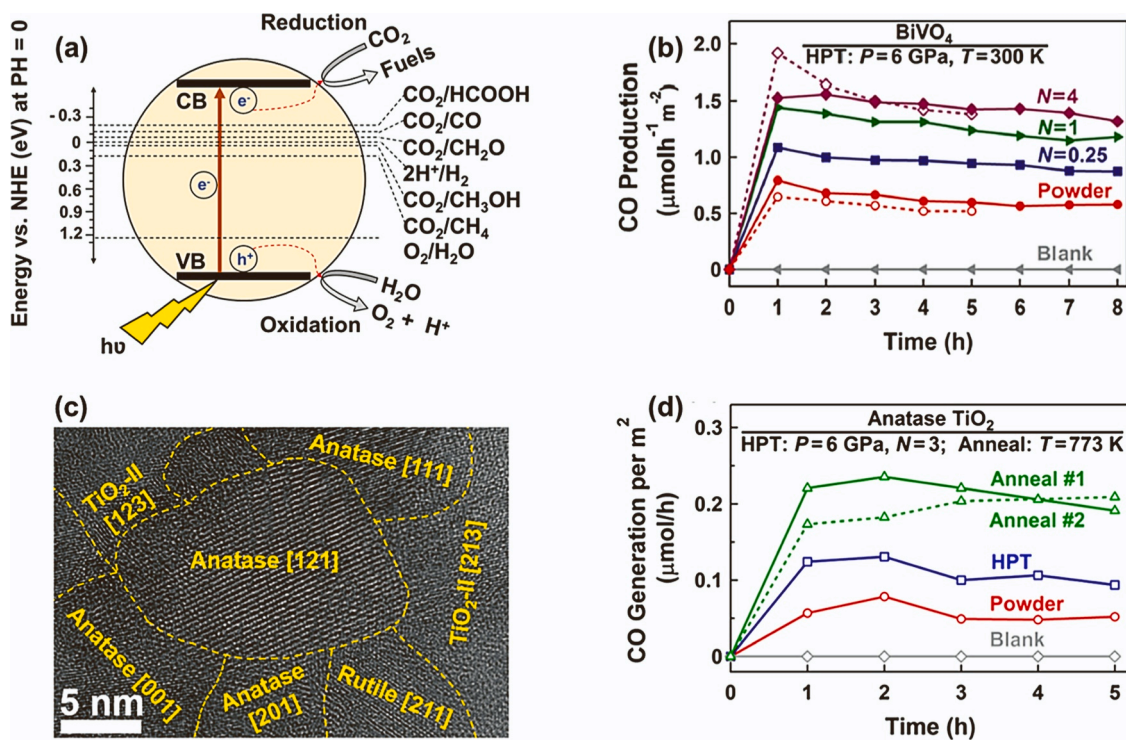 (a)
Reduction
CO₂
Fuels
CB
e⁻
Energy vs. NHE (eV) at PH = 0
- 0.3
0
0.3
0.6
0.9
1.2
e⁻
CO₂/HCOOH
CO₂/CO
CO₂/CH₂O
2H⁺/H₂
CO₂/CH₃OH
CO₂/CH₄
O₂/H₂O
h⁺
VB
H₂O
O₂ + H⁺
Oxidation
hυ
(b)
BiVO₄
HPT: P=6 GPa, T=300 K
CO Production
(μmolh⁻¹m⁻²)
2.0
1.5
1.0
0.5
0
N=4
N=1
N=0.25
Powder
Blank
0 1 2 3 4 5 6 7 8
Time (h)
(c)
Anatase [111]
TiO₂-II
[123]
Anatase [121]
TiO₂-II [213]
Anatase [001]
Anatase
[201]
Rutile [211]
5 nm
(d)
Anatase TiO₂
HPT: P=6 GPa, N=3; Anneal: T=773 K
CO Generation per m²
(μmol/h)
0.3
0.2
0.1
0
Anneal #1
Anneal #2
HPT
Powder
Blank
0 1 2 3 4 5
Time (h)